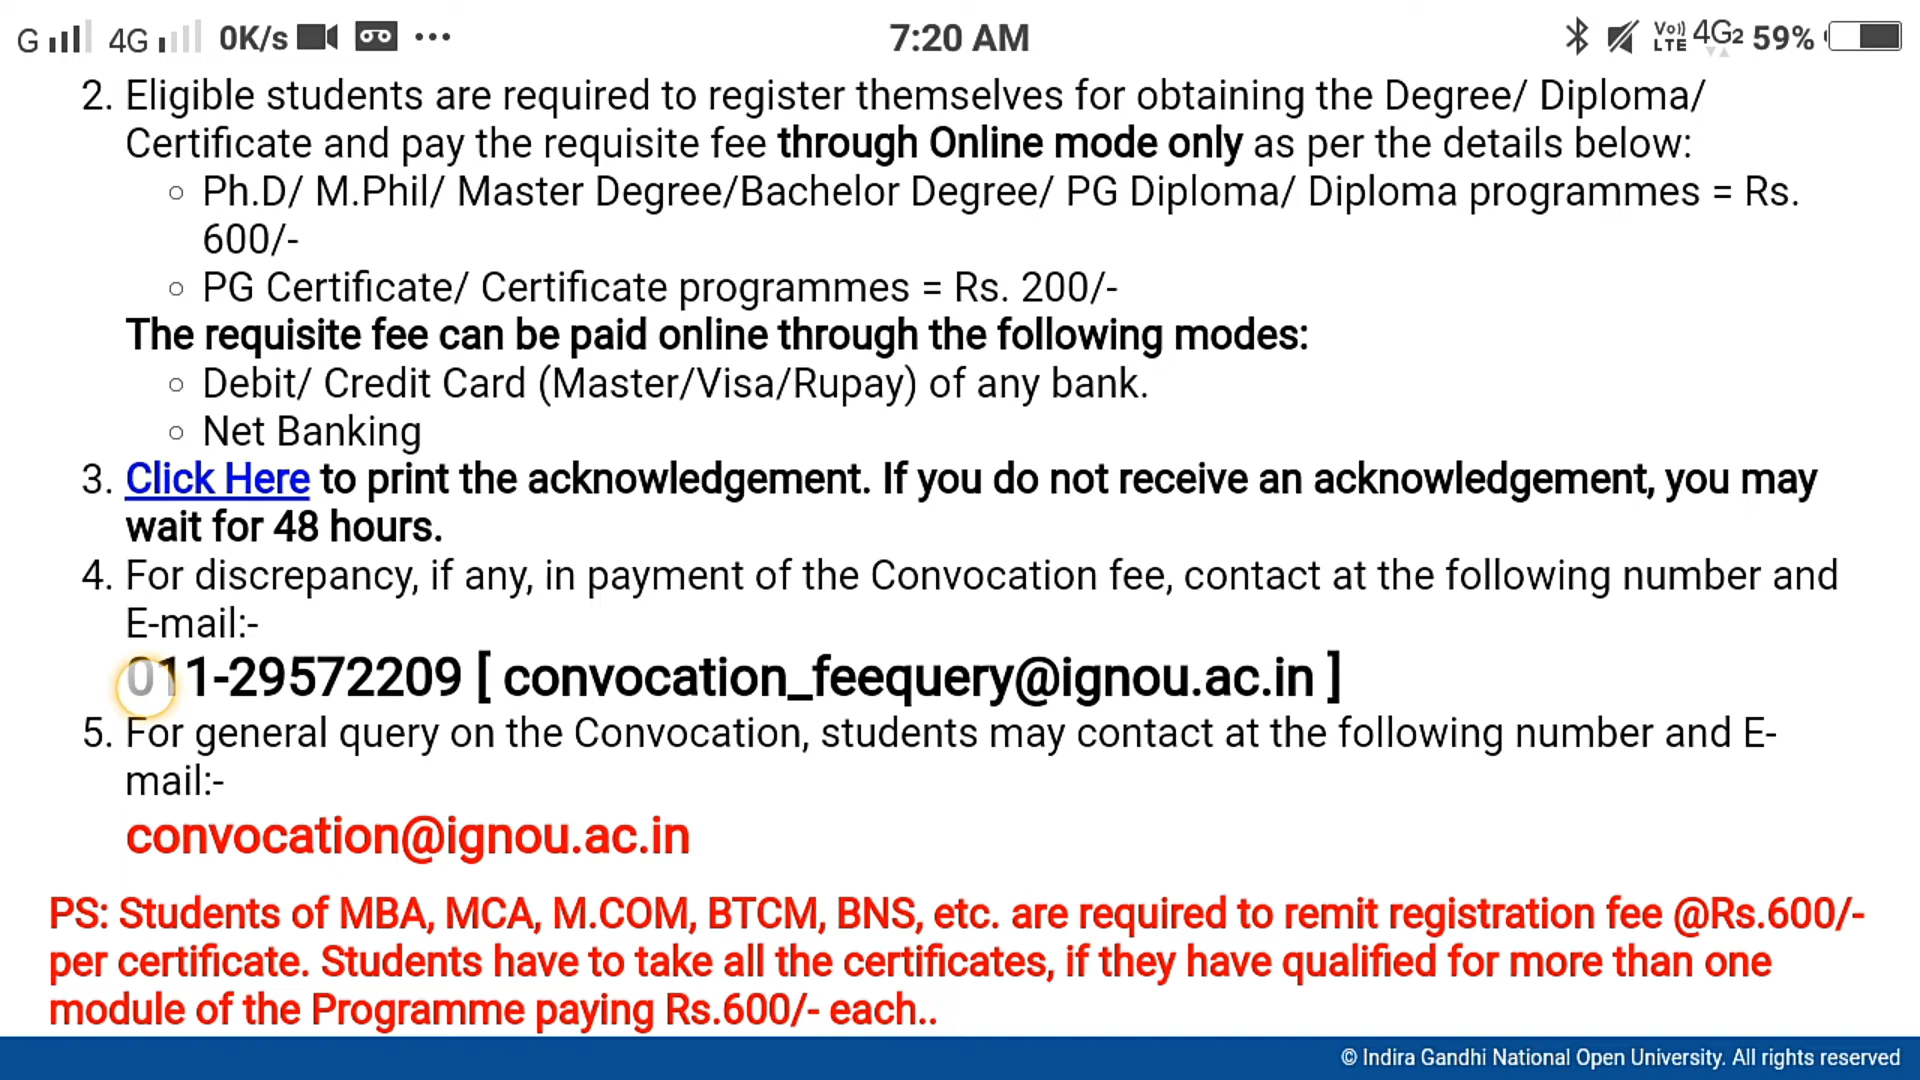 G 4G 0K/s ••• 7:20 AM Vo)) LTE 4G2 59%
2. Eligible students are required to register themselves for obtaining the Degree/ Diploma/
Certificate and pay the requisite fee through Online mode only as per the details below:
○ Ph.D/ M.Phil/ Master Degree/Bachelor Degree/ PG Diploma/ Diploma programmes = Rs.
600/-
○ PG Certificate/ Certificate programmes = Rs. 200/-
The requisite fee can be paid online through the following modes:
○ Debit/ Credit Card (Master/Visa/Rupay) of any bank.
○ Net Banking
3. Click Here to print the acknowledgement. If you do not receive an acknowledgement, you may
wait for 48 hours.
4. For discrepancy, if any, in payment of the Convocation fee, contact at the following number and
E-mail:-
011-29572209 [ convocation_feequery@ignou.ac.in ]
5. For general query on the Convocation, students may contact at the following number and E-
mail:-
convocation@ignou.ac.in
PS: Students of MBA, MCA, M.COM, BTCM, BNS, etc. are required to remit registration fee @Rs.600/-
per certificate. Students have to take all the certificates, if they have qualified for more than one
module of the Programme paying Rs.600/- each..
© Indira Gandhi National Open University. All rights reserved